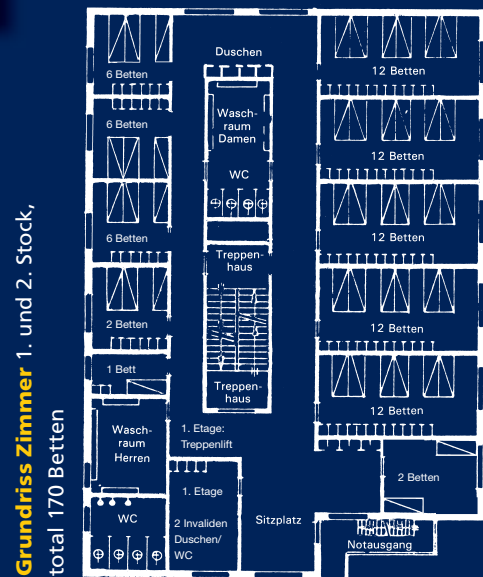 Grundriss Zimmer 1. und 2. Stock,
total 170 Betten
6 Betten
6 Betten
6 Betten
2 Betten
1 Bett
Wasch-
raum
Herren
WC
Duschen
Wasch-
raum
Damen
WC
Treppen-
haus
Treppen-
haus
1. Etage:
Treppenlift
1. Etage
2 Invaliden
Duschen/
WC
Sitzplatz
12 Betten
12 Betten
12 Betten
12 Betten
12 Betten
2 Betten
Notausgang